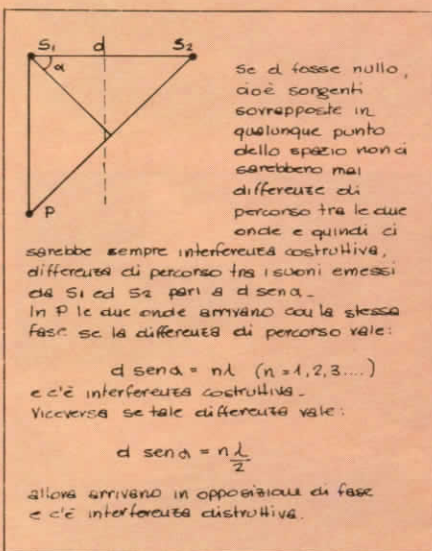 S1 d S2
α
P
Se d fosse nullo,
cioè sorgenti
sovrapposte in
qualunque punto
dello spazio non ci
sarebbero mai
differenze di
percorso tra le due
onde e quindi ci
sarebbe sempre interferenza costruttiva,
differenza di percorso tra i suoni emessi
da S1 ed S2 pari a d senα.
In P le due onde arrivano con la stessa
fase se la differenza di percorso vale:
d senα = nλ (n = 1,2,3....)
e c'è interferenza costruttiva.
Viceversa se tale differenza vale:
d senα = n λ/2
allora arrivano in opposizione di fase
e c'è interferenza distruttiva.